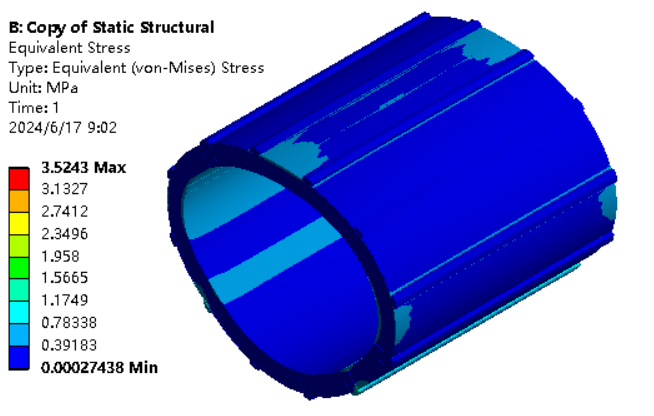 B: Copy of Static Structural
Equivalent Stress
Type: Equivalent (von-Mises) Stress
Unit: MPa
Time: 1
2024/6/17 9:02
3.5243 Max
3.1327
2.7412
2.3496
1.958
1.5665
1.1749
0.78338
0.39183
0.00027438 Min